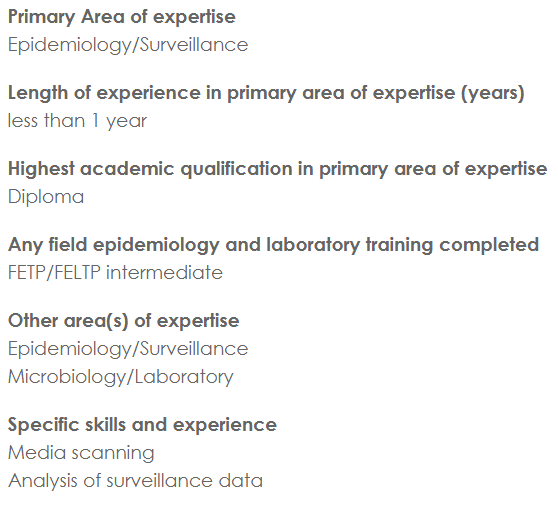 Primary Area of expertise
Epidemiology/Surveillance
Length of experience in primary area of expertise (years)
less than 1 year
Highest academic qualification in primary area of expertise
Diploma
Any field epidemiology and laboratory training completed
FETP/FELTP intermediate
Other area(s) of expertise
Epidemiology/Surveillance
Microbiology/Laboratory
Specific skills and experience
Media scanning
Analysis of surveillance data